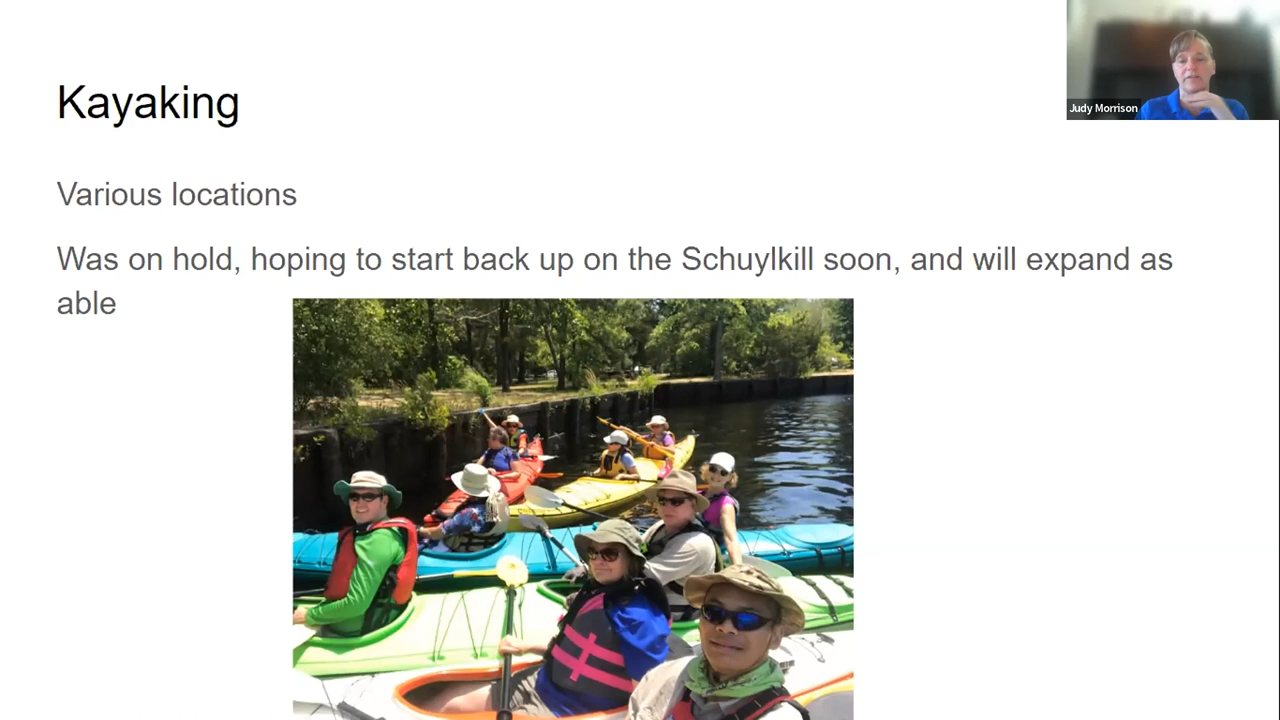 Kayaking
Judy Morrison
Various locations
Was on hold, hoping to start back up on the Schuylkill soon, and will expand as
able